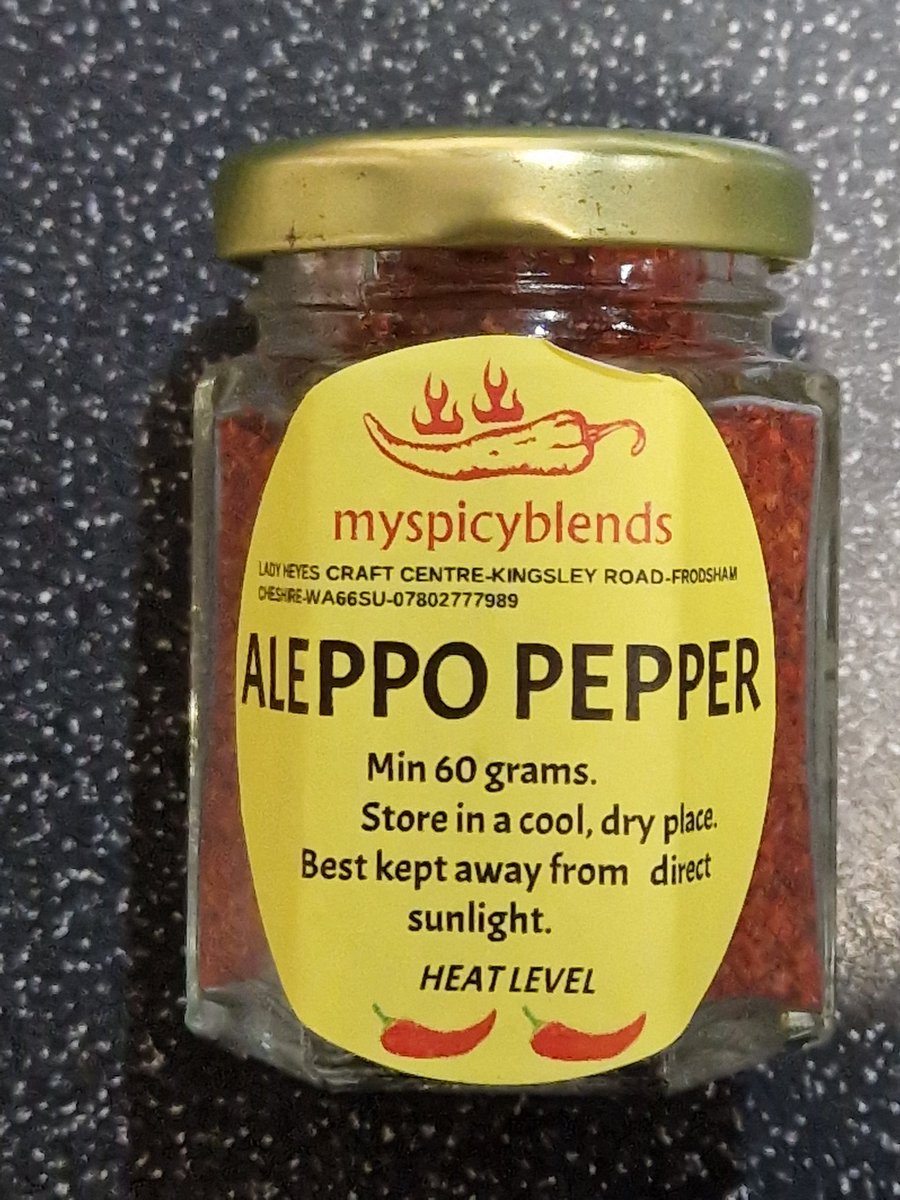 myspicyblends
LADY HEYES CRAFT CENTRE-KINGSLEY ROAD-FRODSHAM
CHESHIRE-WA66SU-07802777989
ALEPPO PEPPER
Min 60 grams.
Store in a cool, dry place.
Best kept away from direct
sunlight.
HEAT LEVEL